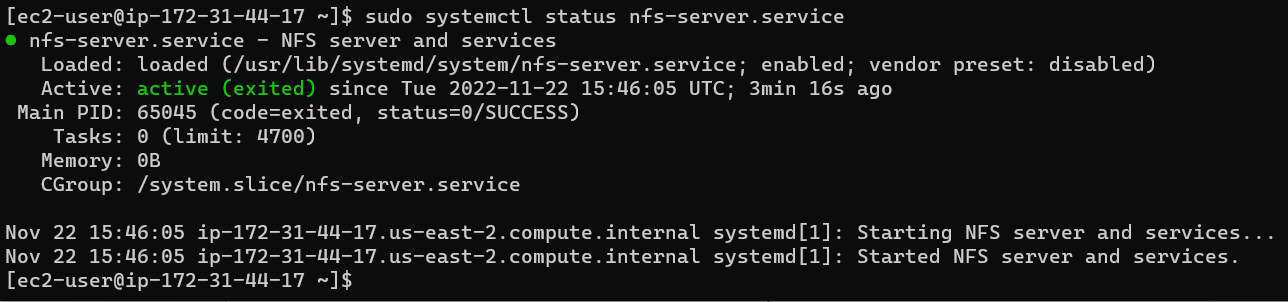 [ec2-user@ip-172-31-44-17 ~]$ sudo systemctl status nfs-server.service
● nfs-server.service - NFS server and services
   Loaded: loaded (/usr/lib/systemd/system/nfs-server.service; enabled; vendor preset: disabled)
   Active: active (exited) since Tue 2022-11-22 15:46:05 UTC; 3min 16s ago
 Main PID: 65045 (code=exited, status=0/SUCCESS)
    Tasks: 0 (limit: 4700)
   Memory: 0B
   CGroup: /system.slice/nfs-server.service

Nov 22 15:46:05 ip-172-31-44-17.us-east-2.compute.internal systemd[1]: Starting NFS server and services...
Nov 22 15:46:05 ip-172-31-44-17.us-east-2.compute.internal systemd[1]: Started NFS server and services.
[ec2-user@ip-172-31-44-17 ~]$